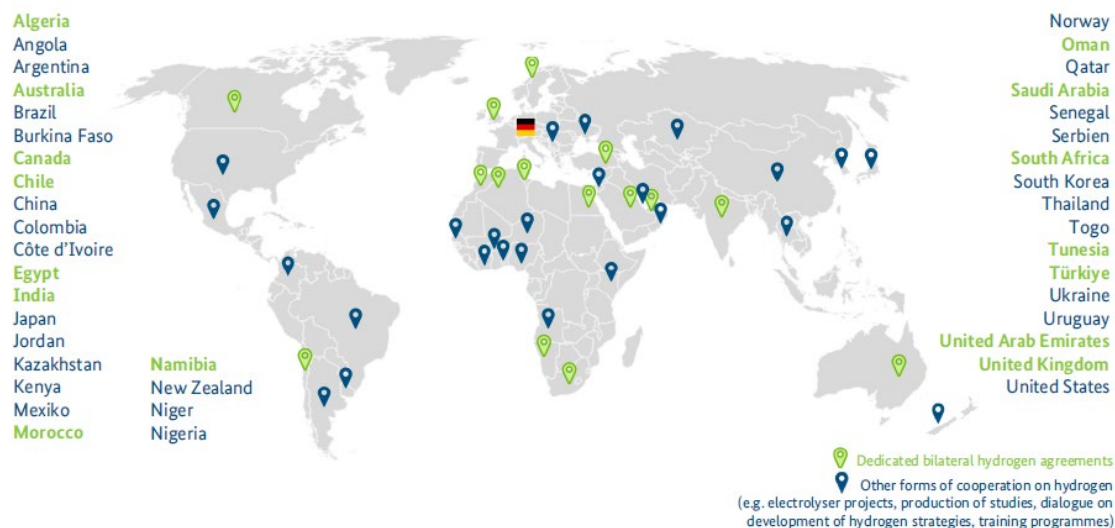 Algeria
Angola
Argentina
Australia
Brazil
Burkina Faso
Canada
Chile
China
Colombia
Côte d'Ivoire
Egypt
India
Japan
Jordan
Kazakhstan
Kenya
Mexiko
Morocco
Namibia
New Zealand
Niger
Nigeria
Norway
Oman
Qatar
Saudi Arabia
Senegal
Serbien
South Africa
South Korea
Thailand
Togo
Tunesia
Türkiye
Ukraine
Uruguay
United Arab Emirates
United Kingdom
United States
Dedicated bilateral hydrogen agreements
Other forms of cooperation on hydrogen
(e.g. electrolyser projects, production of studies, dialogue on
development of hydrogen strategies, training programmes)